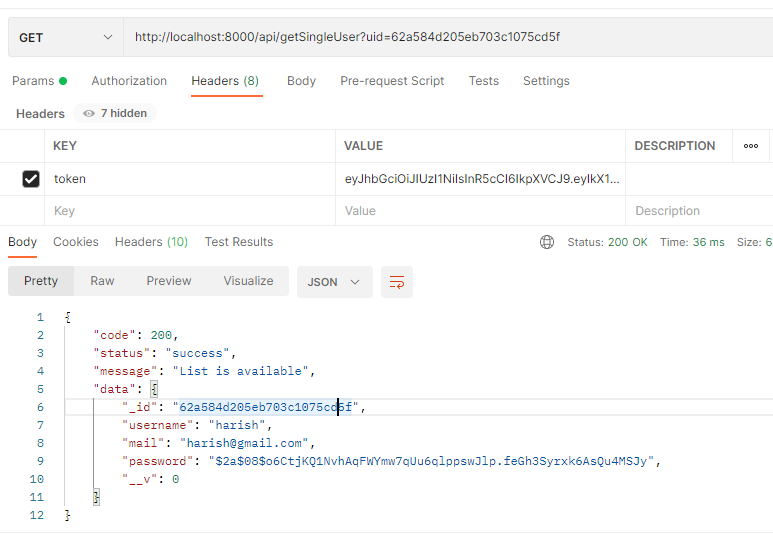 GET http://localhost:8000/api/getSingleUser?uid=62a584d205eb703c1075cd5f
Params Authorization Headers (8) Body Pre-request Script Tests Settings
Headers 7 hidden
KEY VALUE DESCRIPTION
token eyJhbGciOiJIUzI1NiIsInR5cCI6IkpXVCJ9.eyIkX1...
Key Value Description
Body Cookies Headers (10) Test Results Status: 200 OK Time: 36 ms Size: 6
Pretty Raw Preview Visualize JSON
1 {
2 "code": 200,
3 "status": "success",
4 "message": "List is available",
5 "data": {
6 "_id": "62a584d205eb703c1075cd5f",
7 "username": "harish",
8 "mail": "harish@gmail.com",
9 "password": "$2a$08$o6CtjKQ1NvhAqFWYmw7qUu6qlppswJlp.feGh3Syrxk6AsQu4MSJy",
10 "__v": 0
11 }
12 }